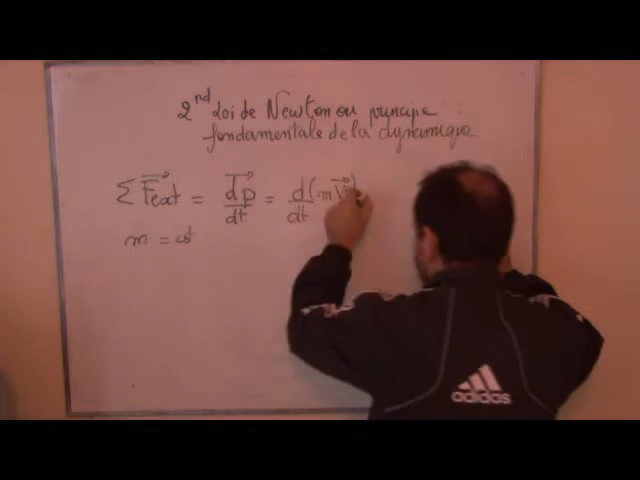 2nd Loi de Newton ou principe
fondamentale de la dynamique
Σ F⃗ext = dp⃗/dt = d(mV⃗)/dt
m = cst
adidas